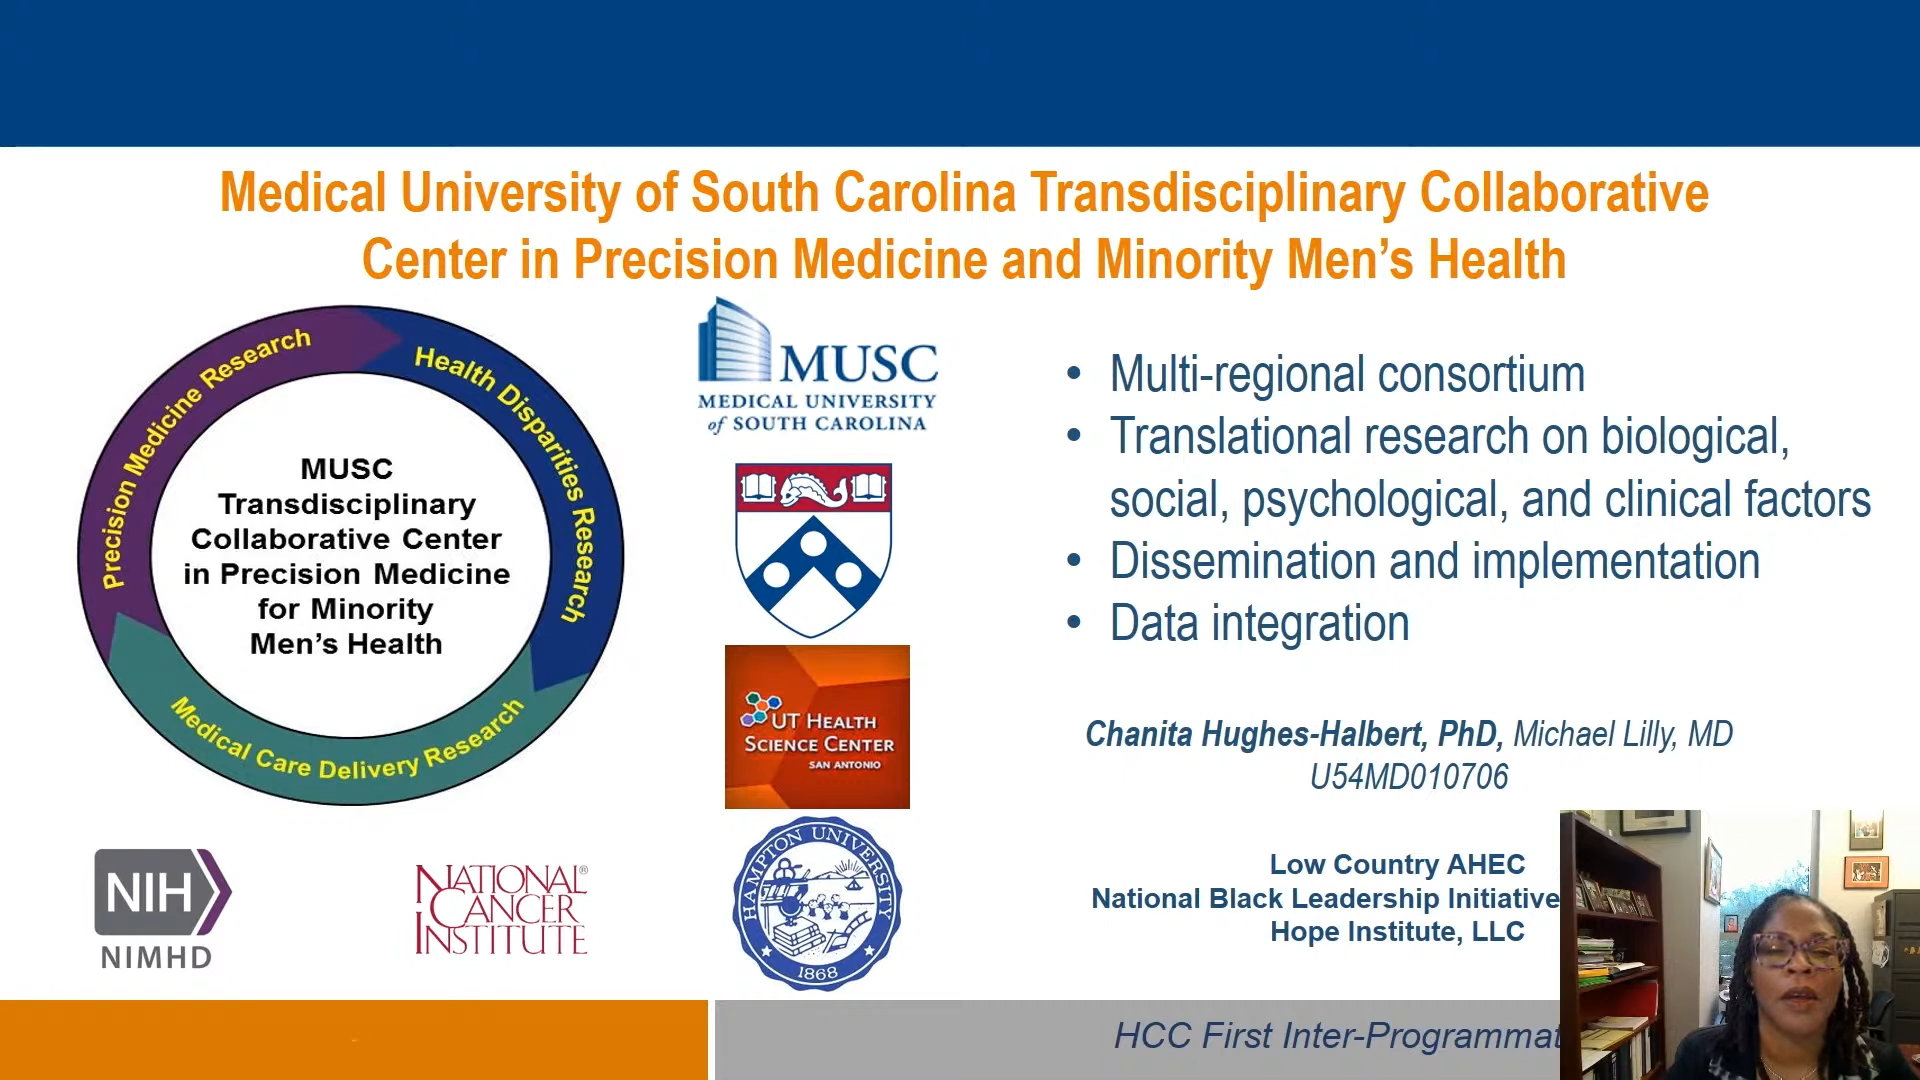 Medical University of South Carolina Transdisciplinary Collaborative
Center in Precision Medicine and Minority Men's Health
Precision Medicine Research
Health Disparities Research
Medical Care Delivery Research
MUSC
Transdisciplinary
Collaborative Center
in Precision Medicine
for Minority
Men's Health
MUSC
MEDICAL UNIVERSITY
of SOUTH CAROLINA
UT HEALTH
SCIENCE CENTER
SAN ANTONIO
HAMPTON UNIVERSITY
1868
NIH
NIMHD
NATIONAL®
CANCER
INSTITUTE
• Multi-regional consortium
• Translational research on biological,
social, psychological, and clinical factors
• Dissemination and implementation
• Data integration
Chanita Hughes-Halbert, PhD, Michael Lilly, MD
U54MD010706
Low Country AHEC
National Black Leadership Initiative
Hope Institute, LLC
HCC First Inter-Programmat